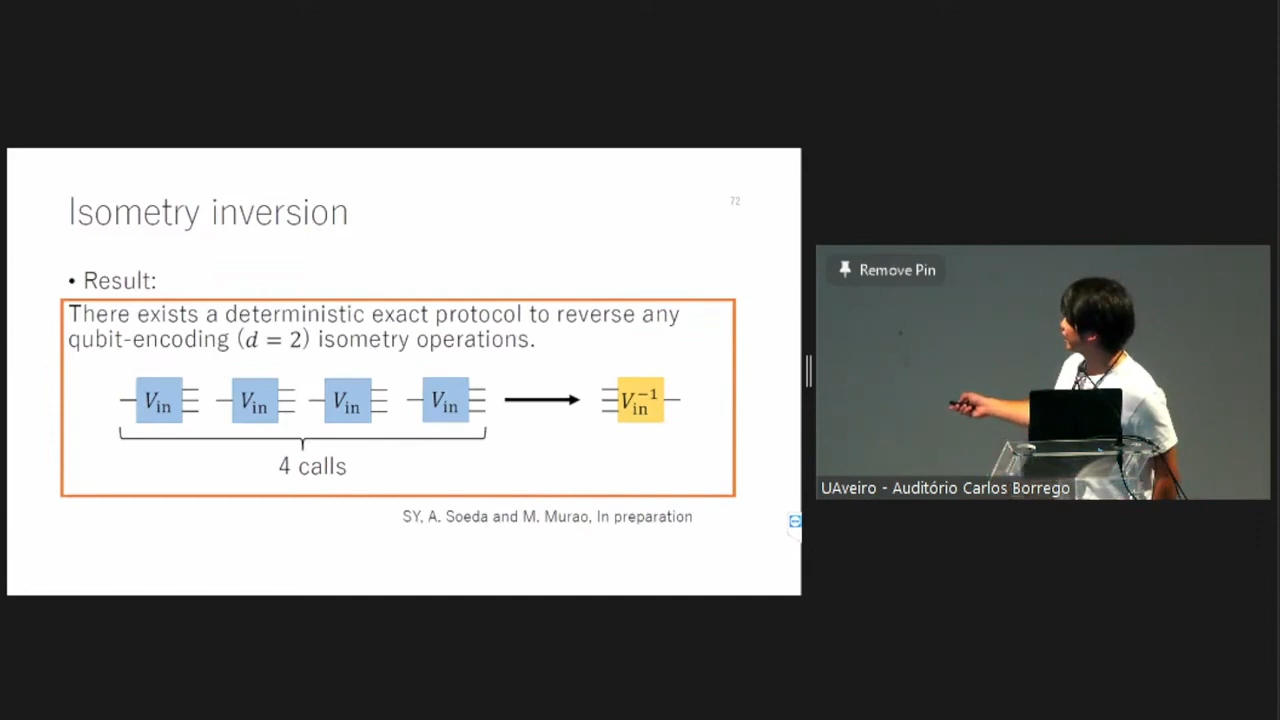 Isometry inversion
72
• Result:
There exists a deterministic exact protocol to reverse any
qubit-encoding (d = 2) isometry operations.
V_in V_in V_in V_in V_in^{-1}
4 calls
SY, A. Soeda and M. Murao, In preparation
Remove Pin
UAveiro - Auditório Carlos Borrego